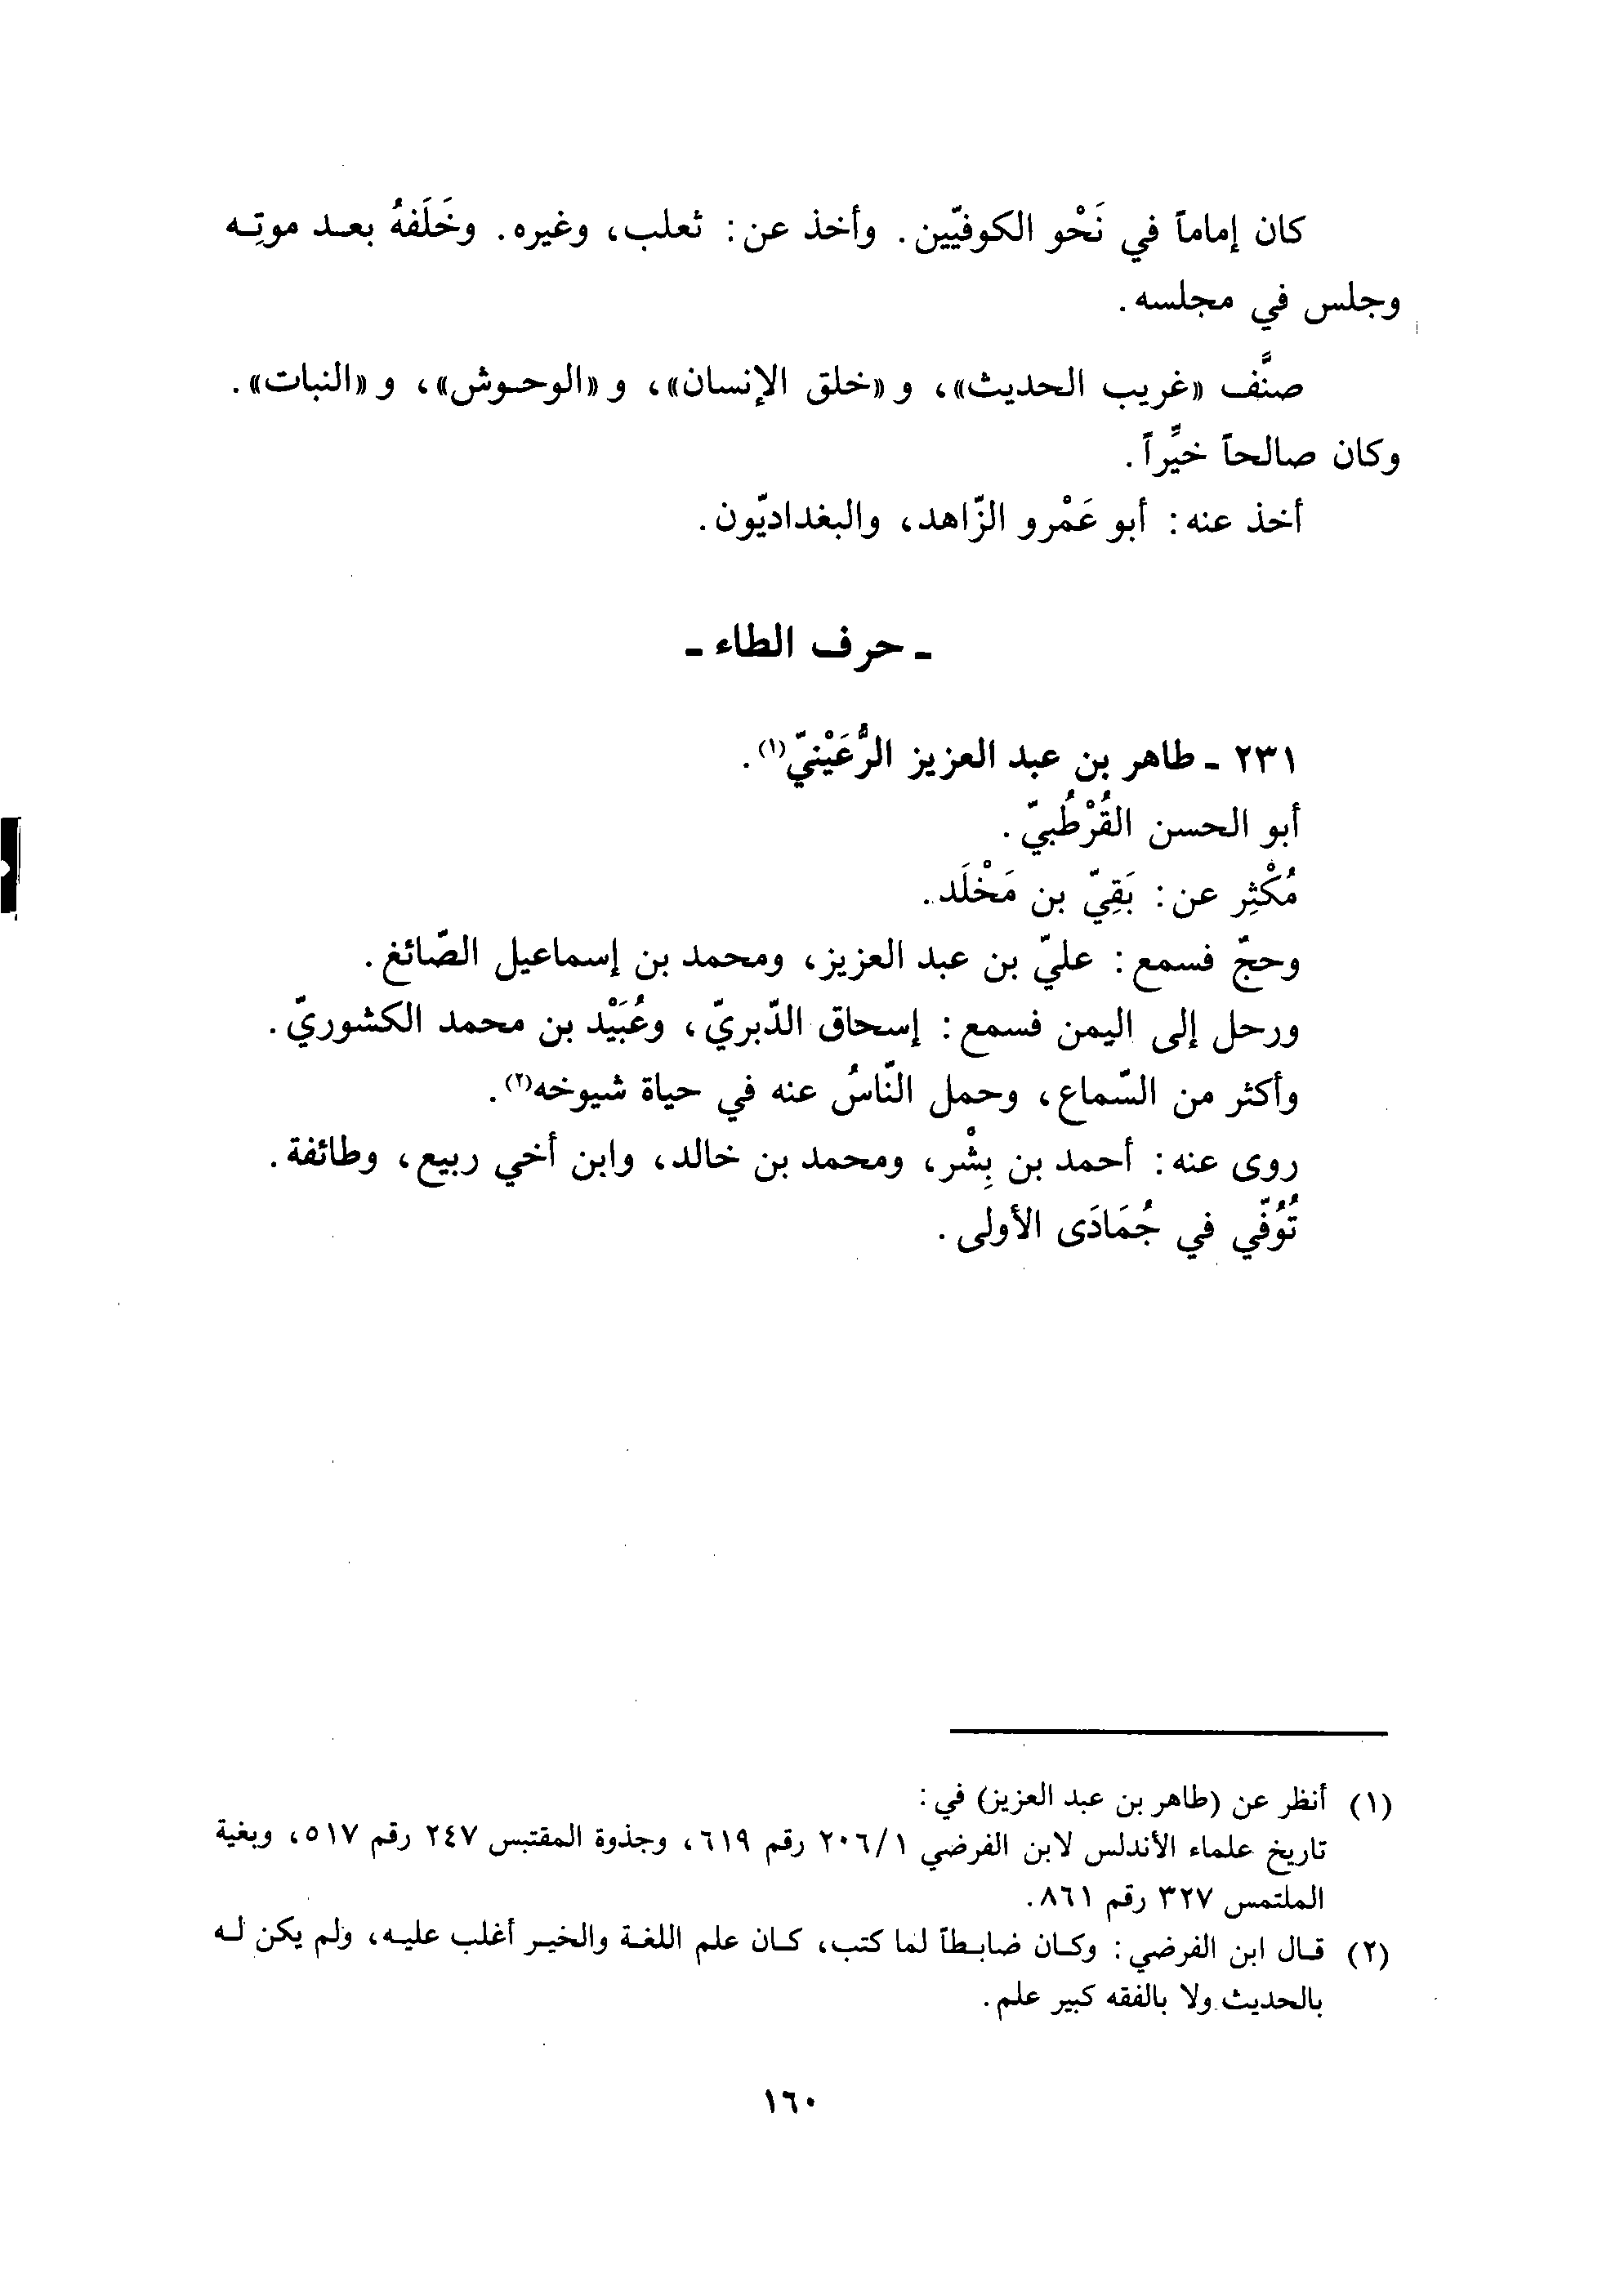 كان إماماً في نَحْو الكوفيّين. وأخذ عن: ثعلب، وغيره. وخَلَفهُ بعد موتِه
وجلس في مجلسه.
صنَّف «غريب الحديث»، و «خلق الإنسان»، و «الوحوش»، و «النبات».
وكان صالحاً خيِّراً.
أخذ عنه: أبو عَمْرو الزّاهد، والبغداديّون.
ـ حرف الطاء ـ
٢٣١ ـ طاهر بن عبد العزيز الرُّعَيْنيّ(١).
أبو الحسن القُرْطُبيّ.
مُكْثِر عن: بَقِيّ بن مَخْلَد.
وحجّ فسمع: عليّ بن عبد العزيز، ومحمد بن إسماعيل الصّائغ.
ورحل إلى اليمن فسمع: إسحاق الدّبريّ، وعُبَيْد بن محمد الكشوريّ.
وأكثر من السّماع، وحمل النّاسُ عنه في حياة شيوخه(٢).
روى عنه: أحمد بن بِشْر، ومحمد بن خالد، وابن أخي ربيع، وطائفة.
تُوُفّي في جُمَادَى الأولى.
(١) أنظر عن (طاهر بن عبد العزيز) في:
تاريخ علماء الأندلس لابن الفرضي ٢٠٦/١ رقم ٦١٩، وجذوة المقتبس ٢٤٧ رقم ٥١٧، وبغية
الملتمس ٣٢٧ رقم ٨٦١.
(٢) قال ابن الفرضي: وكان ضابطاً لما كتب، كان علم اللغة والخير أغلب عليه، ولم يكن له
بالحديث ولا بالفقه كبير علم.
١٦٠